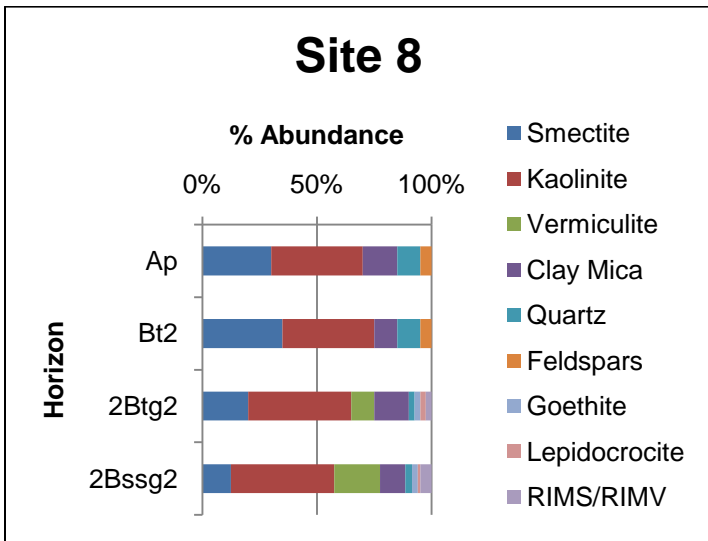 Site 8
% Abundance
0% 50% 100%
Horizon
Ap
Bt2
2Btg2
2Bssg2
Smectite
Kaolinite
Vermiculite
Clay Mica
Quartz
Feldspars
Goethite
Lepidocrocite
RIMS/RIMV